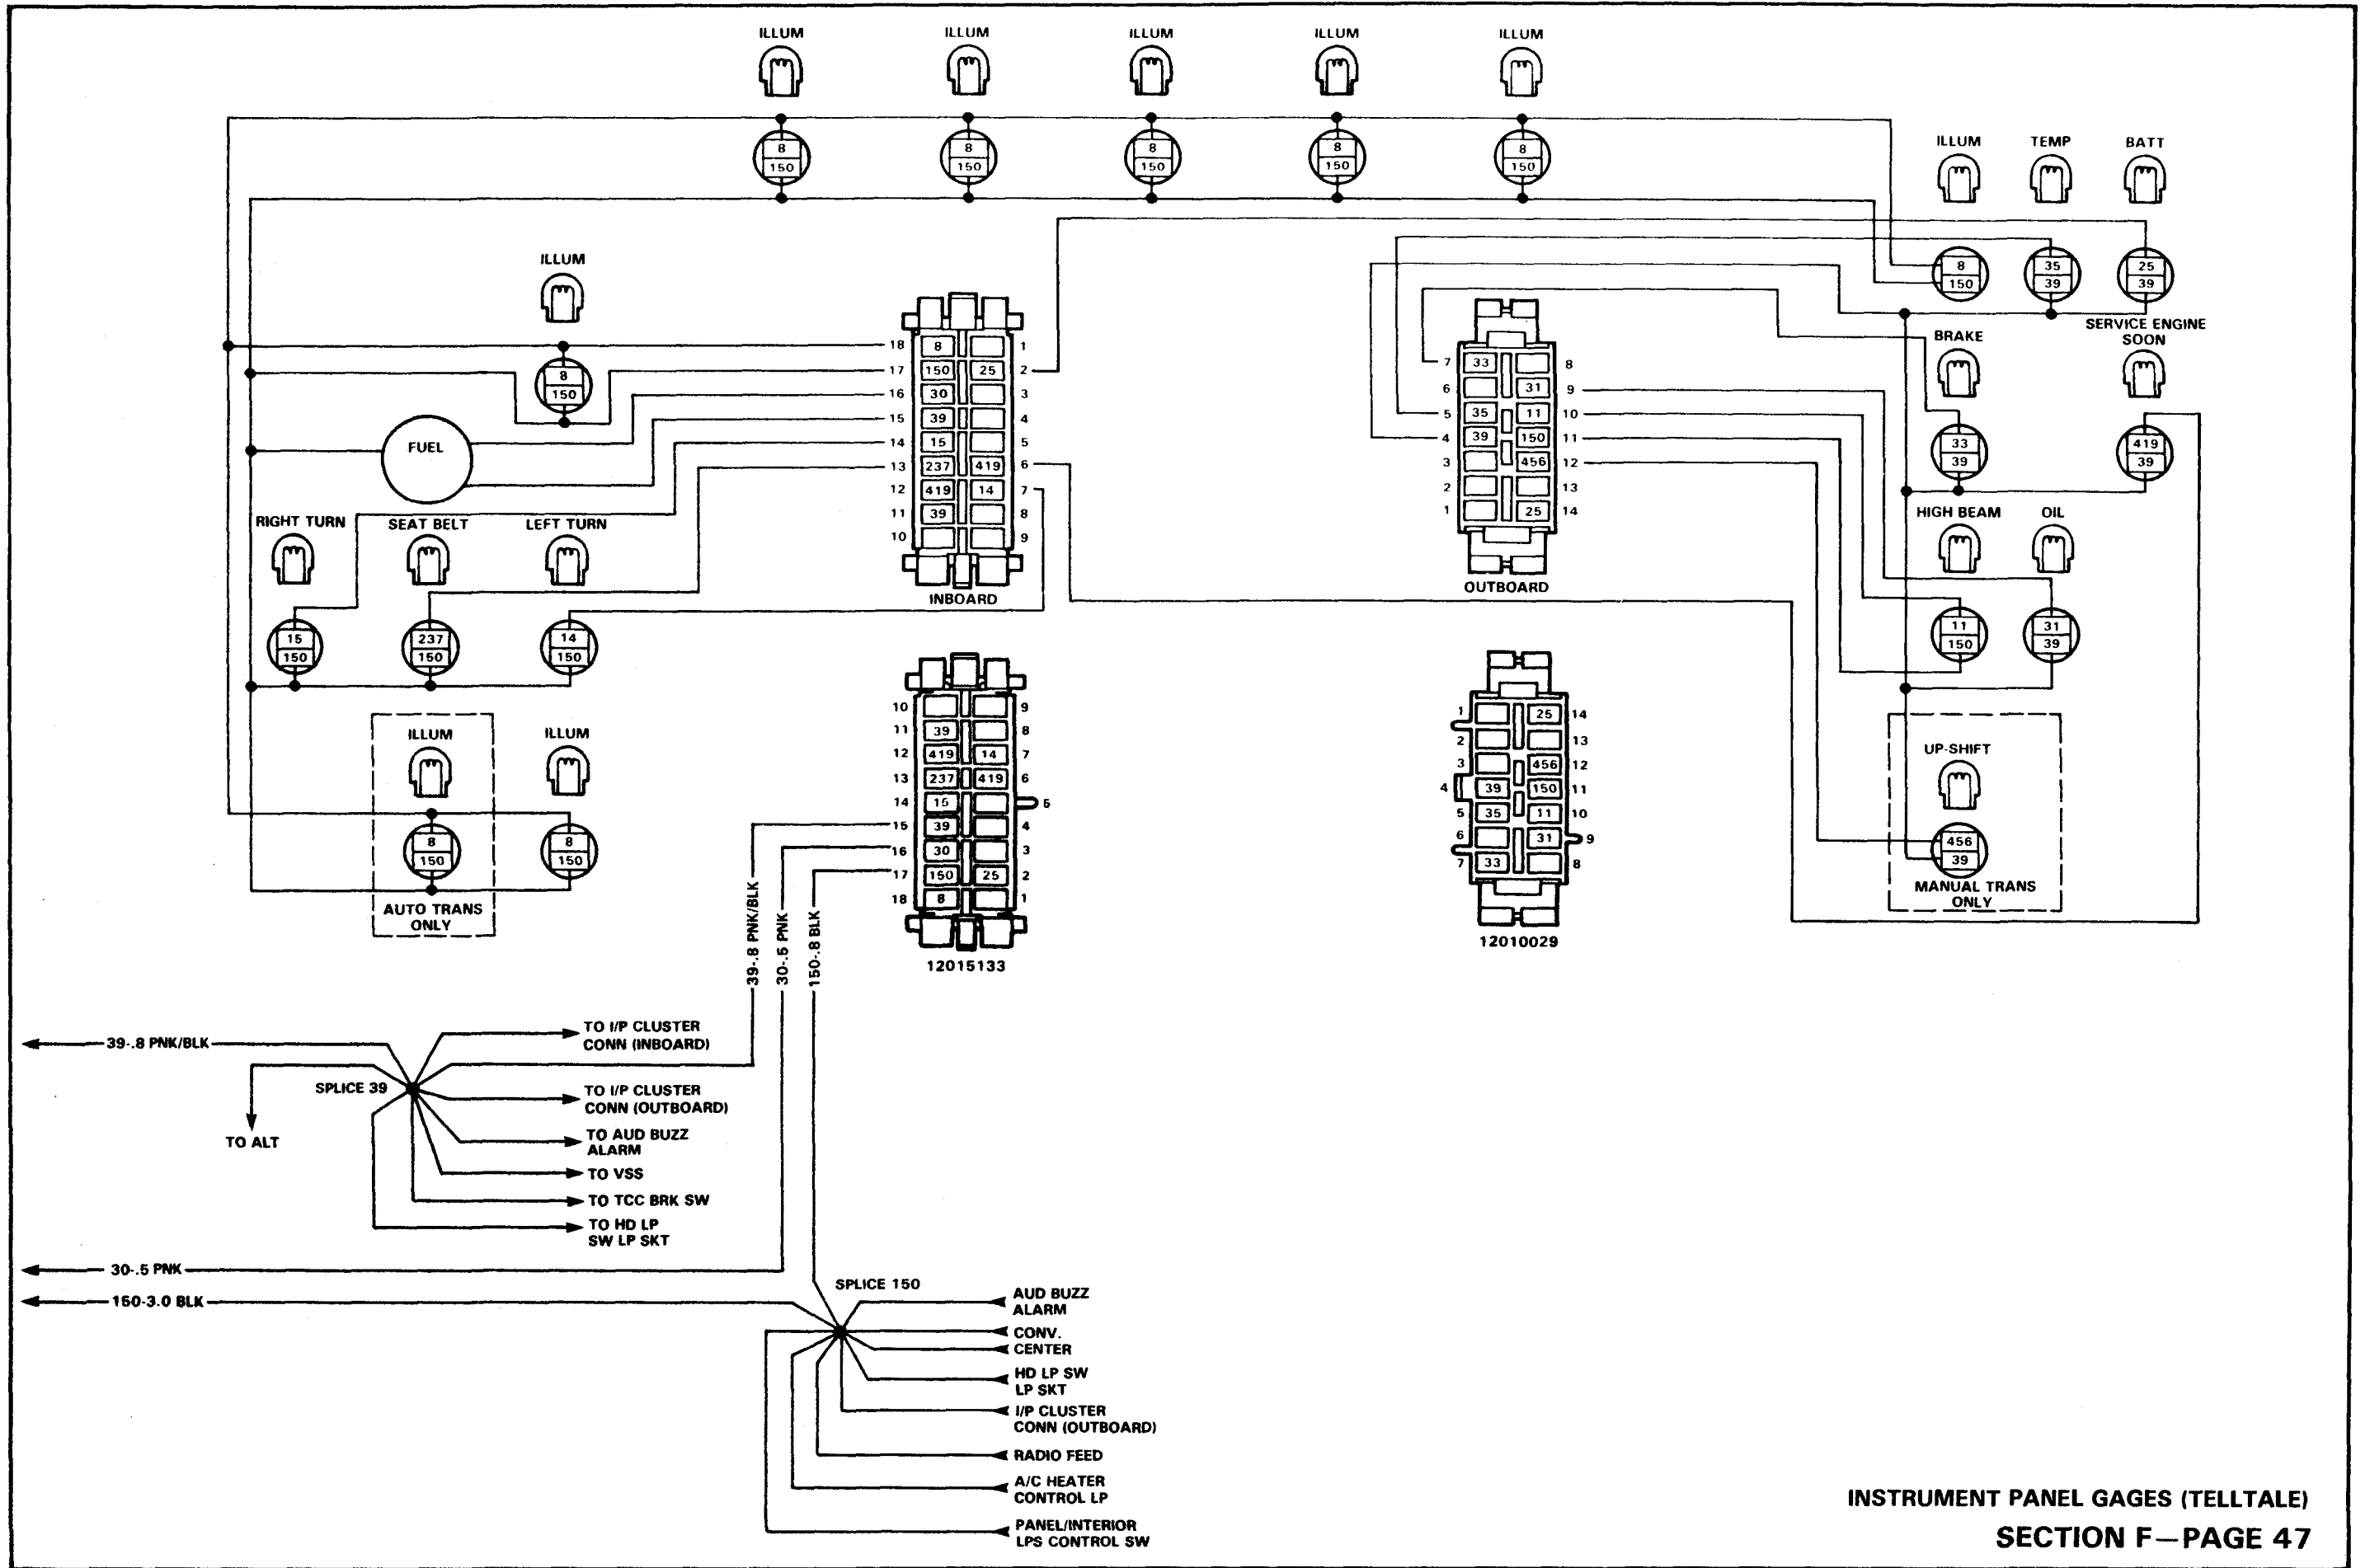 ILLUM ILLUM ILLUM ILLUM ILLUM
8 8 8 8 8
150 150 150 150 150
ILLUM TEMP BATT
8 35 25
150 39 39
ILLUM
8
150
FUEL
18 8 1
17 150 25 2
16 30 3
15 39 4
14 15 5
13 237 419 6
12 419 14 7
11 39 8
10 9
INBOARD
7 33 8
6 31 9
5 35 11 10
4 39 150 11
3 456 12
2 13
1 25 14
OUTBOARD
BRAKE
33
39
SERVICE ENGINE
SOON
419
39
RIGHT TURN SEAT BELT LEFT TURN
15 237 14
150 150 150
HIGH BEAM OIL
11 31
150 39
ILLUM ILLUM
8 8
150 150
AUTO TRANS
ONLY
10 9
11 39 8
12 419 14 7
13 237 419 6
14 15 5
15 39 4
16 30 3
17 150 25 2
18 8 1
12015133
1 25 14
2 13
3 456 12
4 39 150 11
5 35 11 10
6 31 9
7 33 8
12010029
UP-SHIFT
456
39
MANUAL TRANS
ONLY
39-.8 PNK/BLK
30-.5 PNK
150-.8 BLK
39-.8 PNK/BLK
TO ALT
SPLICE 39
TO I/P CLUSTER
CONN (INBOARD)
TO I/P CLUSTER
CONN (OUTBOARD)
TO AUD BUZZ
ALARM
TO VSS
TO TCC BRK SW
TO HD LP
SW LP SKT
30-.5 PNK
150-3.0 BLK
SPLICE 150
AUD BUZZ
ALARM
CONV.
CENTER
HD LP SW
LP SKT
I/P CLUSTER
CONN (OUTBOARD)
RADIO FEED
A/C HEATER
CONTROL LP
PANEL/INTERIOR
LPS CONTROL SW
INSTRUMENT PANEL GAGES (TELLTALE)
SECTION F—PAGE 47